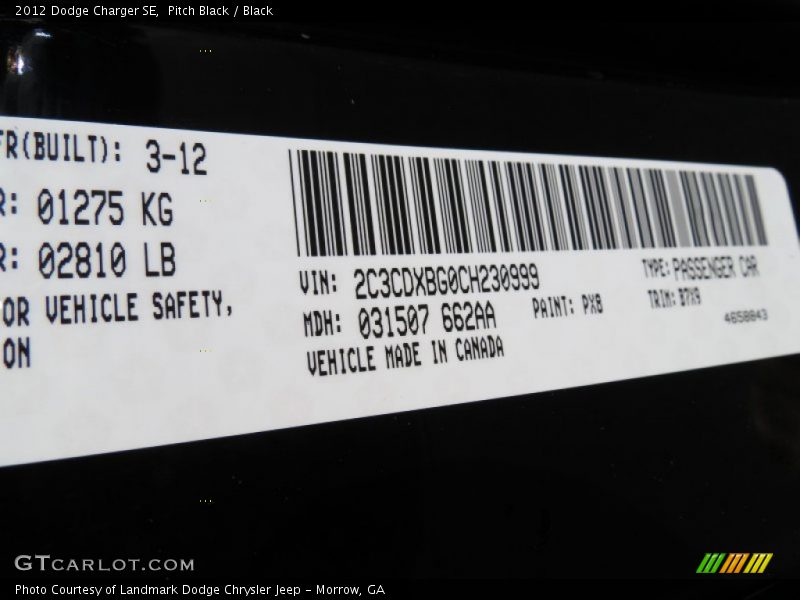 2012 Dodge Charger SE,  Pitch Black / Black
FR(BUILT): 3-12
R: 01275 KG
R: 02810 LB
OR VEHICLE SAFETY,
ON
VIN: 2C3CDXBG0CH230999
MDH: 031507 662AA
VEHICLE MADE IN CANADA
PAINT: PX8
TYPE: PASSENGER CAR
TRIM: B7X9
4658843
GTCARLOT.COM
Photo Courtesy of Landmark Dodge Chrysler Jeep - Morrow, GA